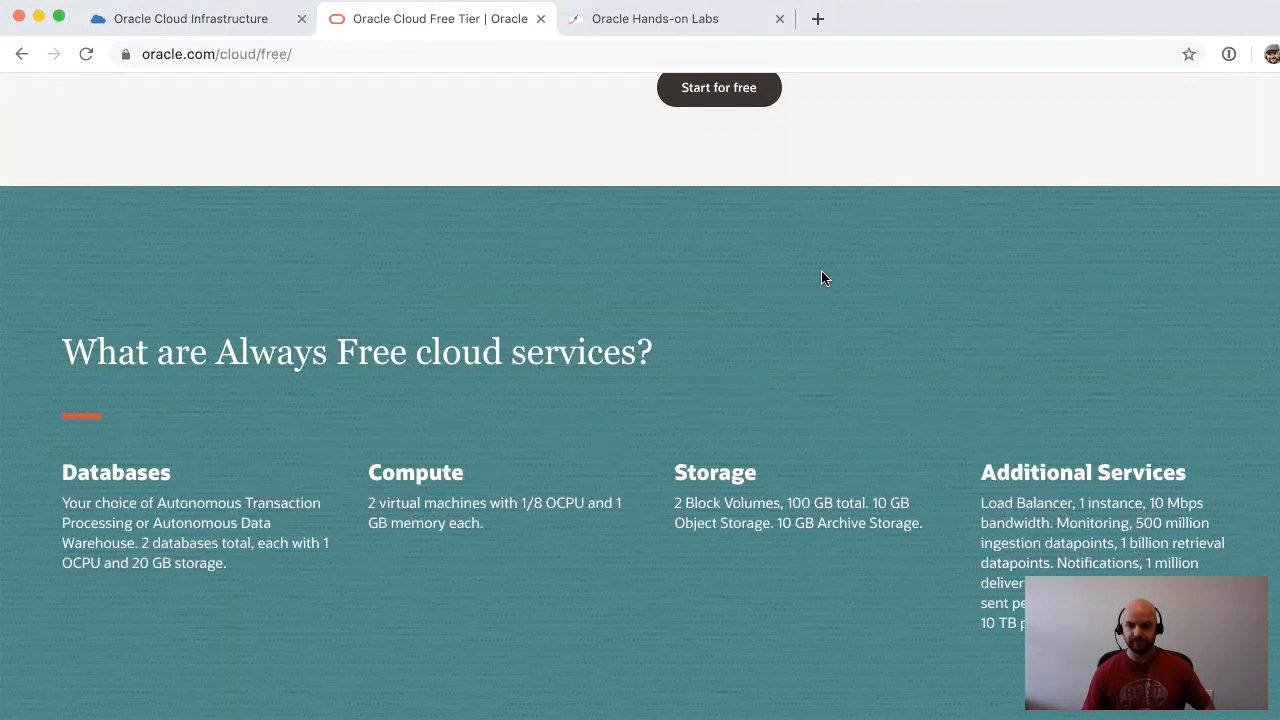 Oracle Cloud Infrastructure
Oracle Cloud Free Tier | Oracle
Oracle Hands-on Labs
oracle.com/cloud/free/
Start for free
What are Always Free cloud services?
Databases
Your choice of Autonomous Transaction
Processing or Autonomous Data
Warehouse. 2 databases total, each with 1
OCPU and 20 GB storage.
Compute
2 virtual machines with 1/8 OCPU and 1
GB memory each.
Storage
2 Block Volumes, 100 GB total. 10 GB
Object Storage. 10 GB Archive Storage.
Additional Services
Load Balancer, 1 instance, 10 Mbps
bandwidth. Monitoring, 500 million
ingestion datapoints, 1 billion retrieval
datapoints. Notifications, 1 million
sent
10 TB